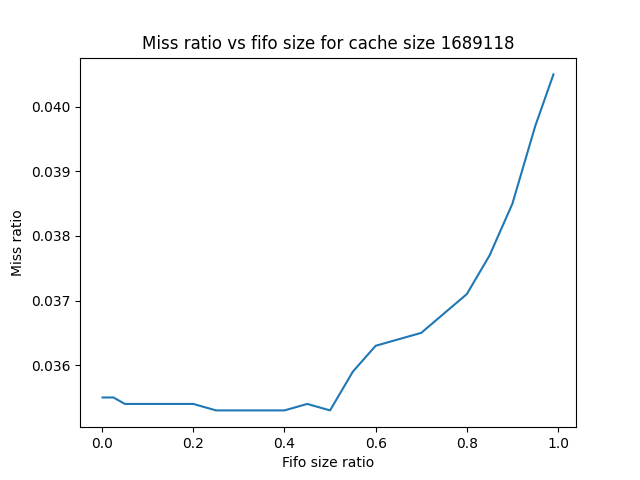 Miss ratio vs fifo size for cache size 1689118
0.040
0.039
0.038
0.037
0.036
Miss ratio
0.0 0.2 0.4 0.6 0.8 1.0
Fifo size ratio